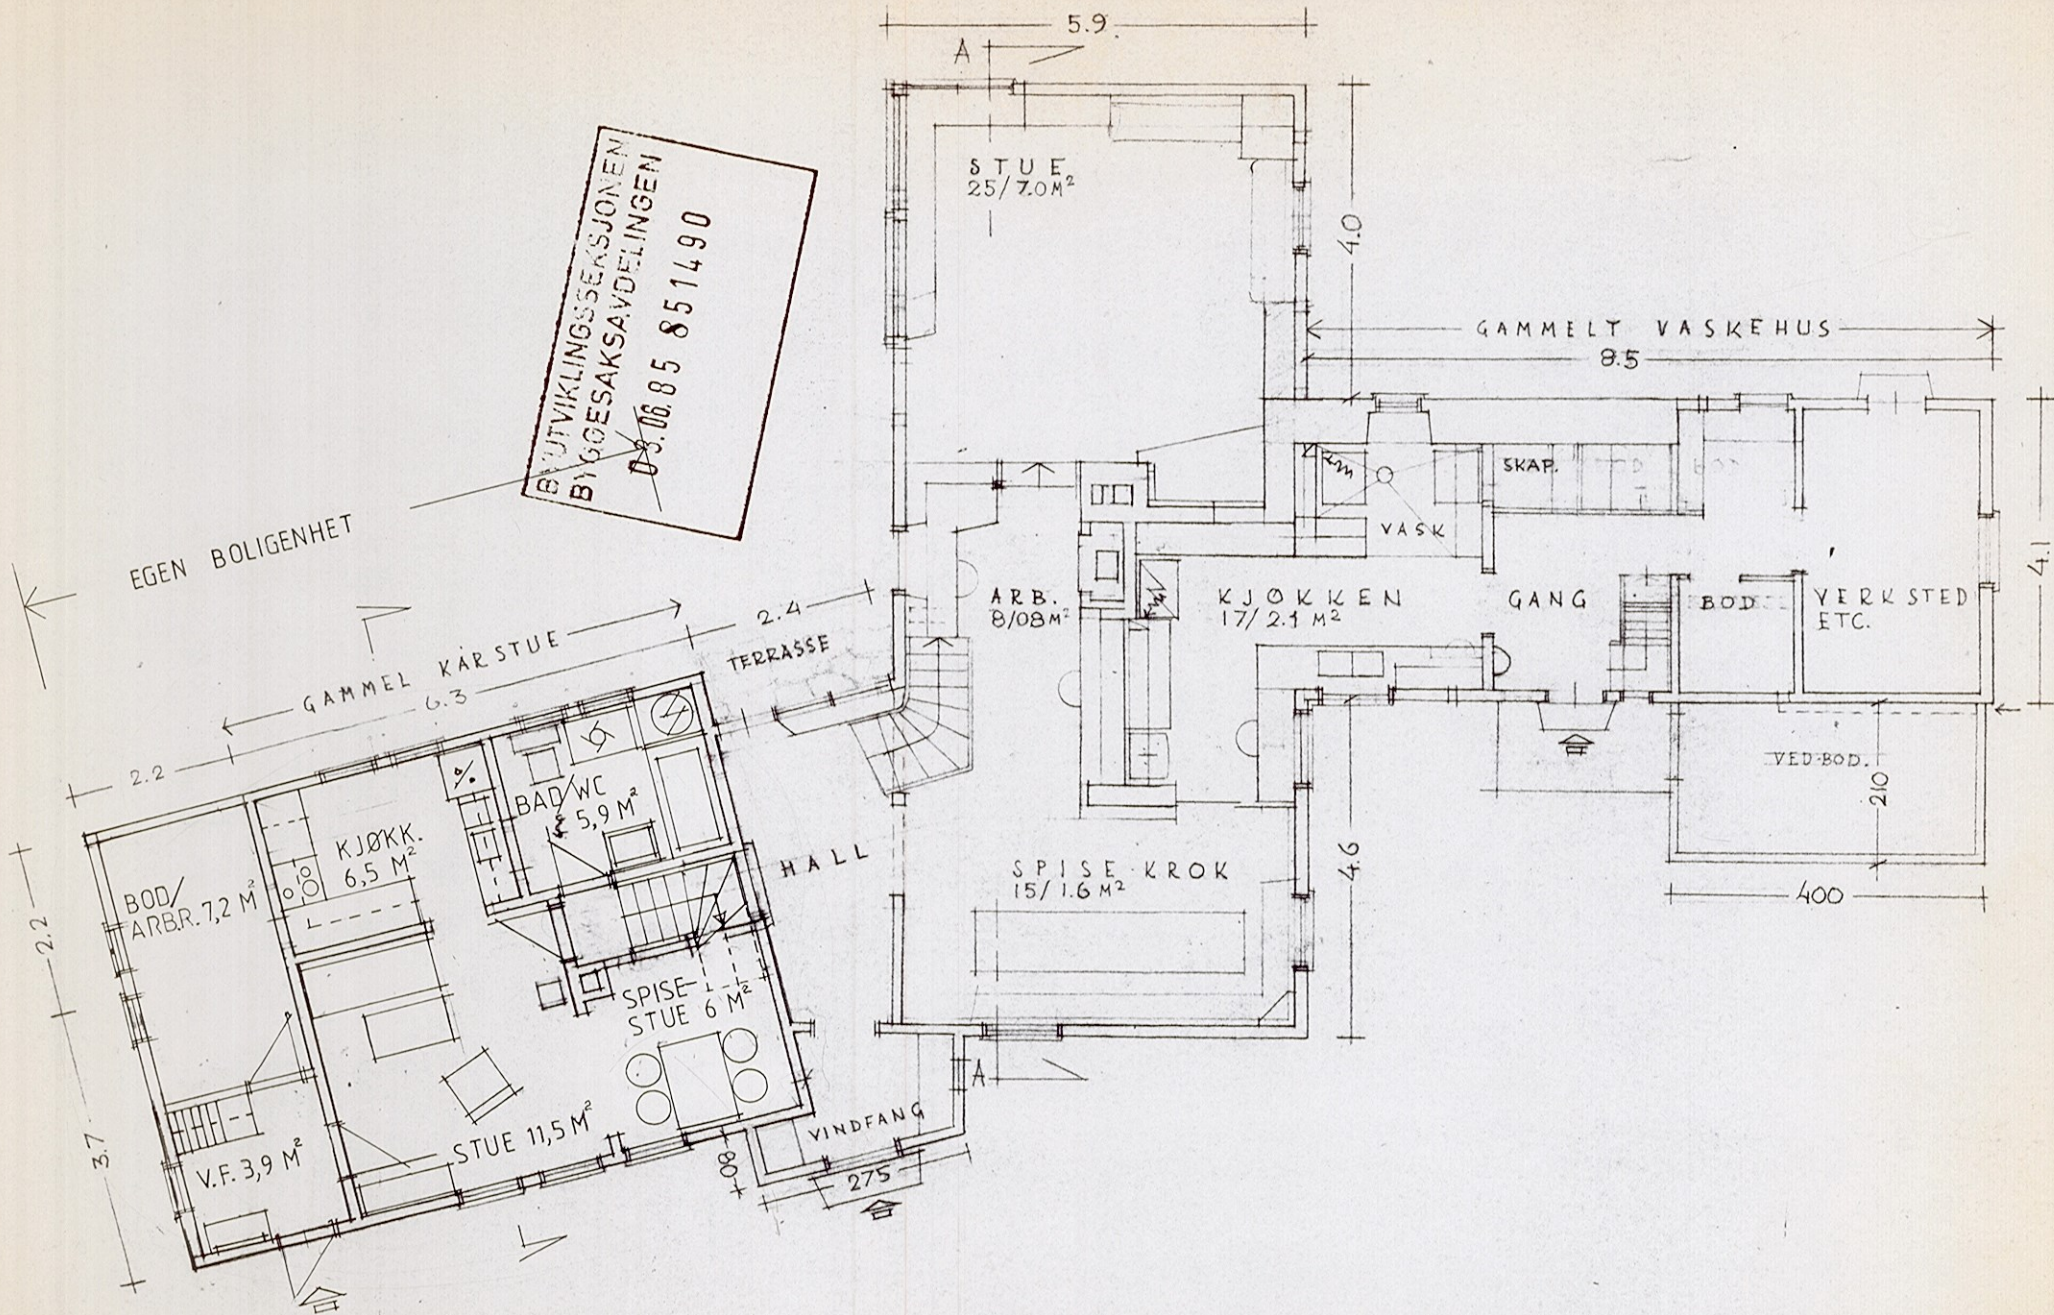 5.9
A
STUE
25/7.0 M²
4.0
BYUTVIKLINGSSEKSJONEN
BYGGESAKSAVDELINGEN
03.06.85 851490
GAMMELT VASKEHUS
8.5
4.1
SKAP.
VASK
EGEN BOLIGENHET
GAMMEL KÅRSTUE
6.3
2.4
TERRASSE
2.2
ARB.
8/08 M²
KJØKKEN
17/2.1 M²
GANG
BOD
VERKSTED
ETC.
VED-BOD.
210
400
4.6
BAD/WC
5,9 M²
KJØKK.
6,5 M²
BOD/
ARB.R. 7,2 M²
HALL
SPISE-KROK
15/1.6 M²
2.2
SPISE-
STUE 6 M²
3.7
STUE 11,5 M²
V.F. 3,9 M²
A
VINDFANG
80
275